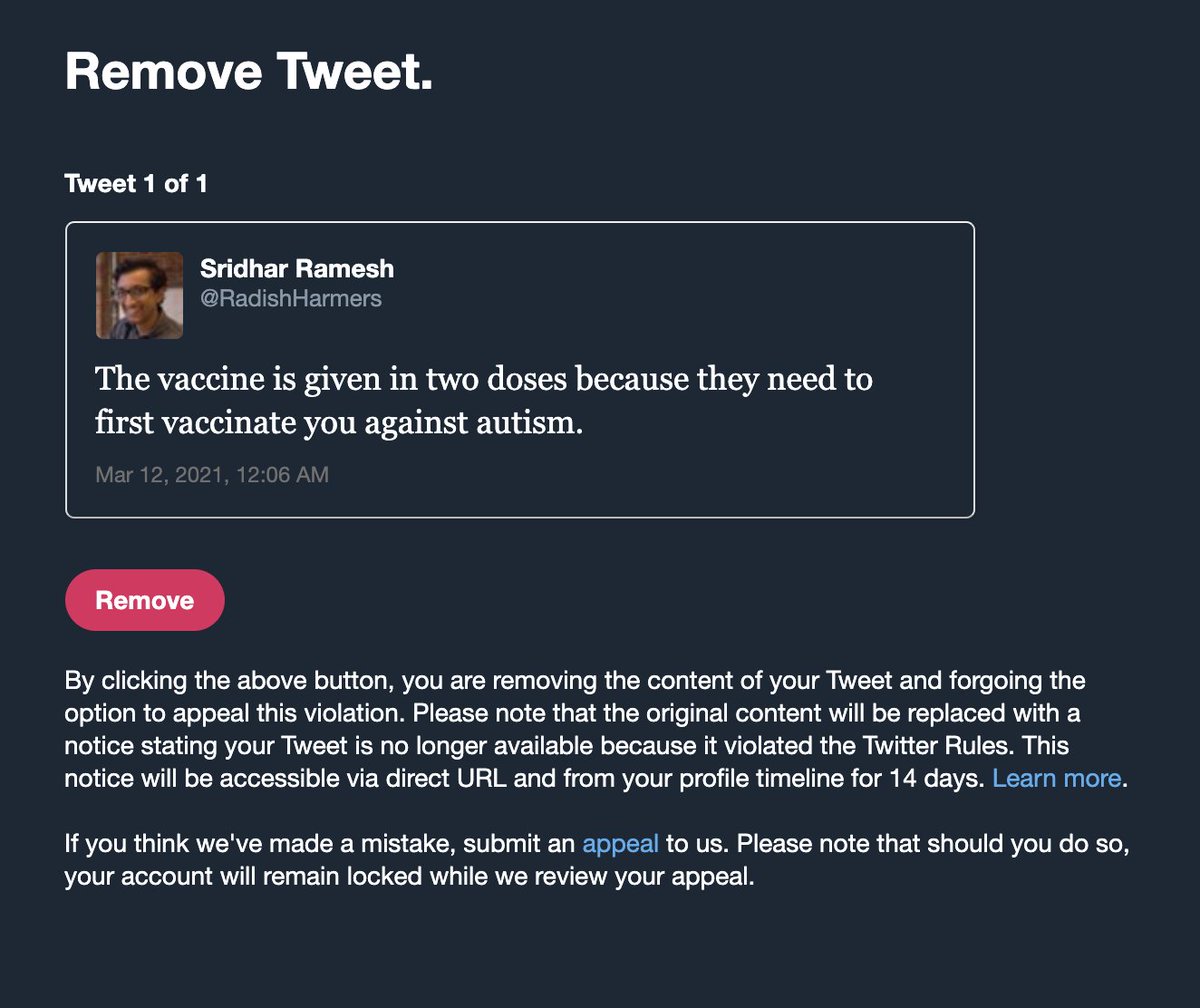 Remove Tweet.
Tweet 1 of 1
Sridhar Ramesh
@RadishHarmers
The vaccine is given in two doses because they need to
first vaccinate you against autism.
Mar 12, 2021, 12:06 AM
Remove
By clicking the above button, you are removing the content of your Tweet and forgoing the
option to appeal this violation. Please note that the original content will be replaced with a
notice stating your Tweet is no longer available because it violated the Twitter Rules. This
notice will be accessible via direct URL and from your profile timeline for 14 days. Learn more.
If you think we've made a mistake, submit an appeal to us. Please note that should you do so,
your account will remain locked while we review your appeal.